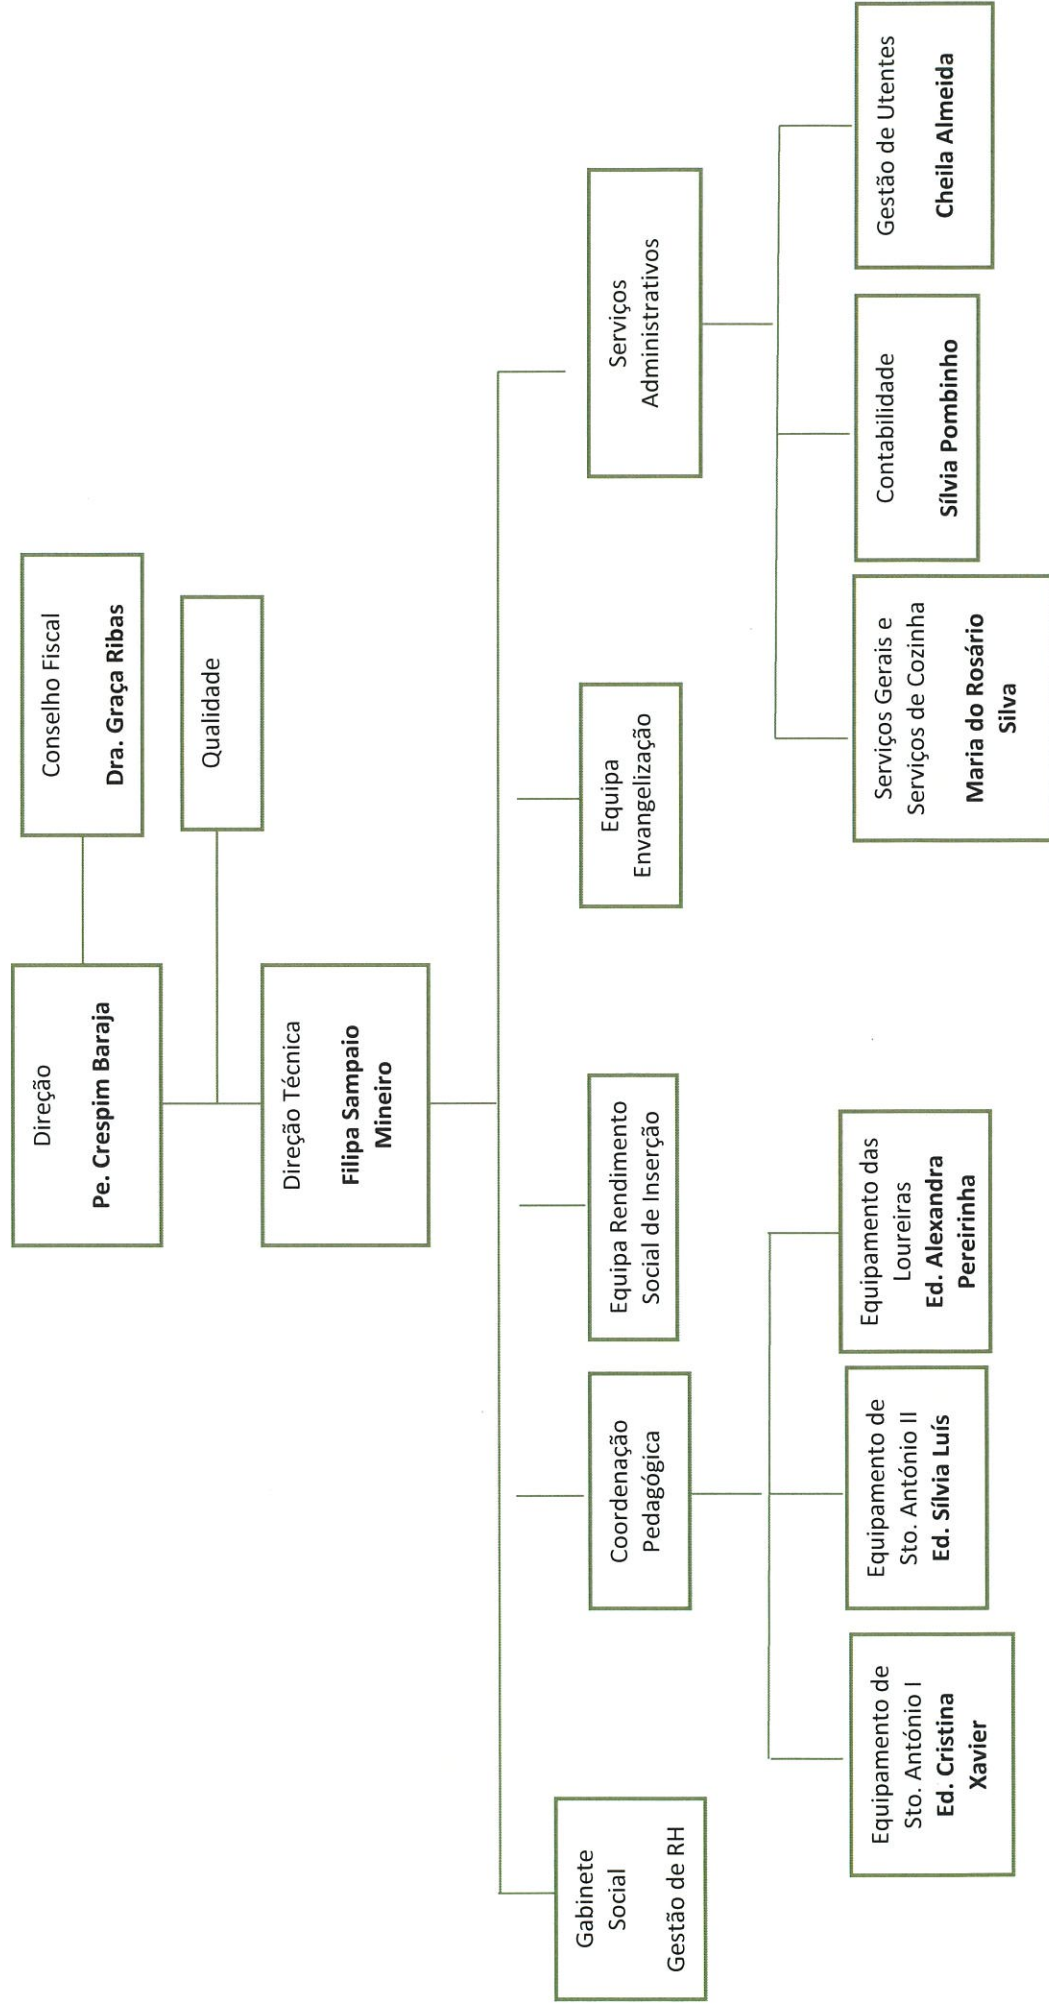 Direção
Pe. Crespim Baraja
Conselho Fiscal
Dra. Graça Ribas
Qualidade
Direção Técnica
Filipa Sampaio
Mineiro
Gabinete
Social
Gestão de RH
Coordenação
Pedagógica
Equipa Rendimento
Social de Inserção
Equipa
Envangelização
Serviços
Administrativos
Equipamento de
Sto. António I
Ed. Cristina
Xavier
Equipamento de
Sto. António II
Ed. Sílvia Luís
Equipamento das
Loureiras
Ed. Alexandra
Pereirinha
Serviços Gerais e
Serviços de Cozinha
Maria do Rosário
Silva
Contabilidade
Sílvia Pombinho
Gestão de Utentes
Cheila Almeida